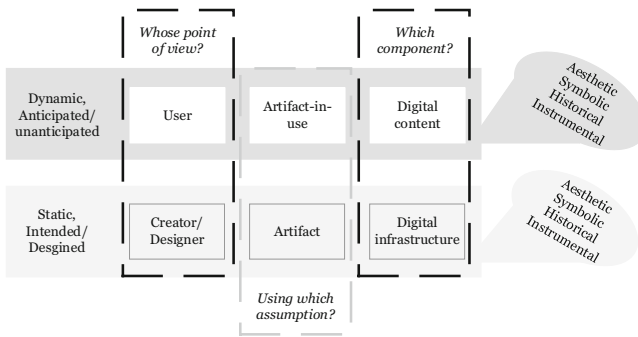 Whose point
of view?
Which
component?
Dynamic,
Anticipated/
unanticipated
User
Artifact-in-
use
Digital
content
Aesthetic
Symbolic
Historical
Instrumental
Static,
Intended/
Desgined
Creator/
Designer
Artifact
Digital
infrastructure
Aesthetic
Symbolic
Historical
Instrumental
Using which
assumption?